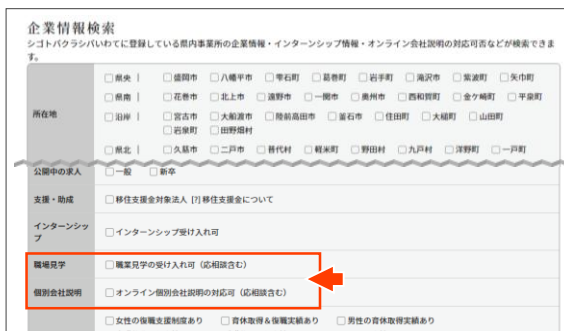 企業情報検索
シゴトバクラシバいわてに登録している県内事業所の企業情報・インターンシップ情報・オンライン会社説明の対応可否などが検索できま
す。
所在地
県央 | 盛岡市 八幡平市 雫石町 葛巻町 岩手町 滝沢市 紫波町 矢巾町
県南 | 花巻市 北上市 遠野市 一関市 奥州市 西和賀町 金ケ崎町 平泉町
沿岸 | 宮古市 大船渡市 陸前高田市 釜石市 住田町 大槌町 山田町
岩泉町 田野畑村
県北 | 久慈市 二戸市 普代村 軽米町 野田村 九戸村 洋野町 一戸町
公開中の求人 一般 新卒
支援・助成 移住支援金対象法人 [?] 移住支援金について
インターンシッ
プ
インターンシップ受け入れ可
職場見学 職業見学の受け入れ可（応相談含む）
個別会社説明 オンライン個別会社説明の対応可（応相談含む）
女性の復職支援制度あり 育休取得＆復職実績あり 男性の育休取得実績あり